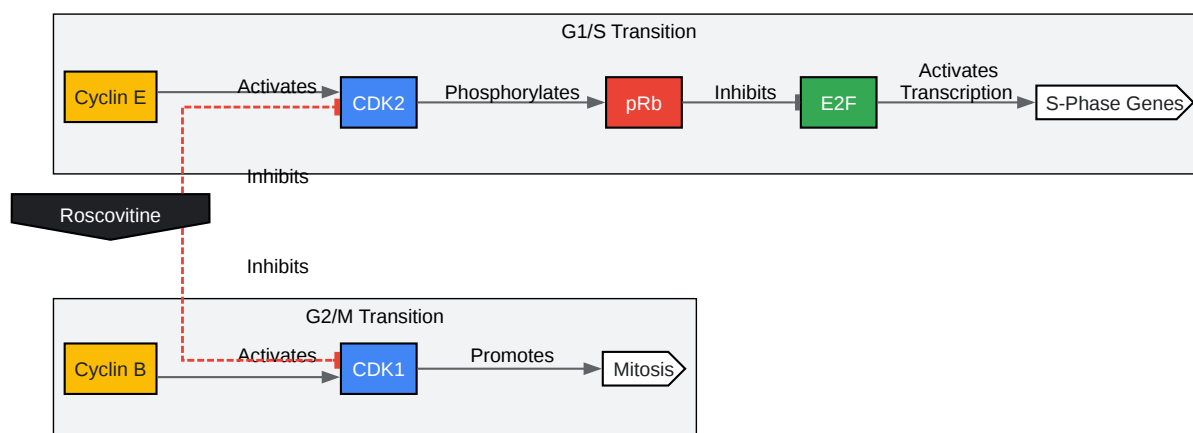 G1/S Transition
Cyclin E
Activates
CDK2
Phosphorylates
pRb
Inhibits
E2F
Activates
Transcription
S-Phase Genes
Inhibits
Roscovitine
Inhibits
G2/M Transition
Cyclin B
Activates
CDK1
Promotes
Mitosis